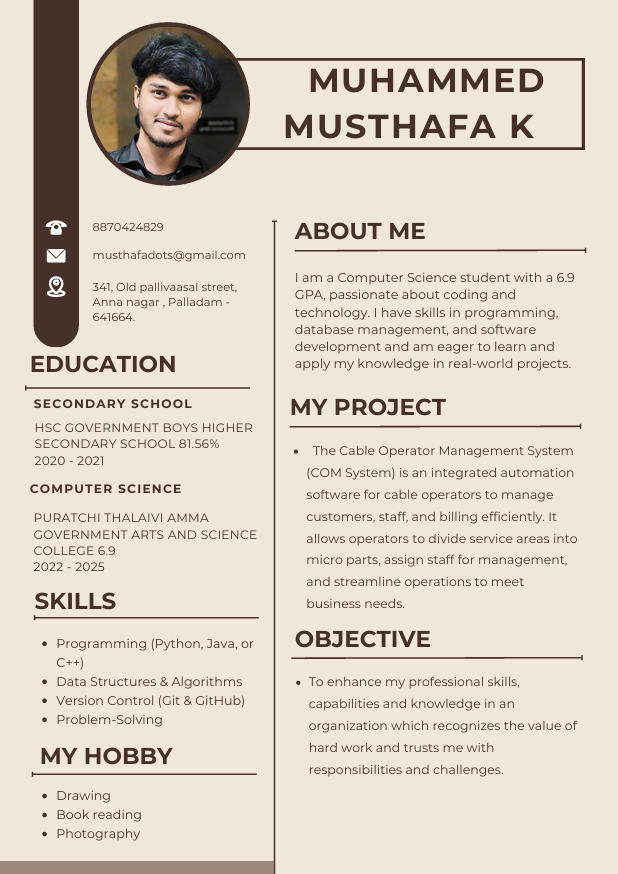 MUHAMMED
MUSTHAFA K
8870424829
musthafadots@gmail.com
341, Old pallivaasal street,
Anna nagar , Palladam -
641664.
EDUCATION
SECONDARY SCHOOL
HSC GOVERNMENT BOYS HIGHER
SECONDARY SCHOOL 81.56%
2020 - 2021
COMPUTER SCIENCE
PURATCHI THALAIVI AMMA
GOVERNMENT ARTS AND SCIENCE
COLLEGE 6.9
2022 - 2025
SKILLS
• Programming (Python, Java, or
C++)
• Data Structures & Algorithms
• Version Control (Git & GitHub)
• Problem-Solving
MY HOBBY
• Drawing
• Book reading
• Photography
ABOUT ME
I am a Computer Science student with a 6.9
GPA, passionate about coding and
technology. I have skills in programming,
database management, and software
development and am eager to learn and
apply my knowledge in real-world projects.
MY PROJECT
• The Cable Operator Management System
(COM System) is an integrated automation
software for cable operators to manage
customers, staff, and billing efficiently. It
allows operators to divide service areas into
micro parts, assign staff for management,
and streamline operations to meet
business needs.
OBJECTIVE
• To enhance my professional skills,
capabilities and knowledge in an
organization which recognizes the value of
hard work and trusts me with
responsibilities and challenges.